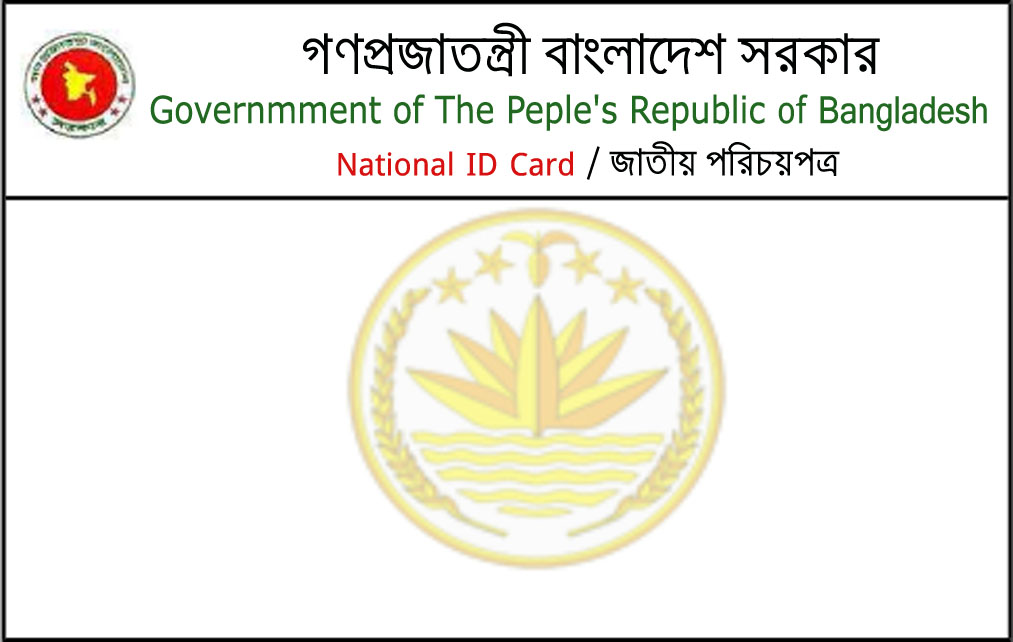 গণপ্রজাতন্ত্রী বাংলাদেশ সরকার
Governmment of The Peple's Republic of Bangladesh
National ID Card / জাতীয় পরিচয়পত্র